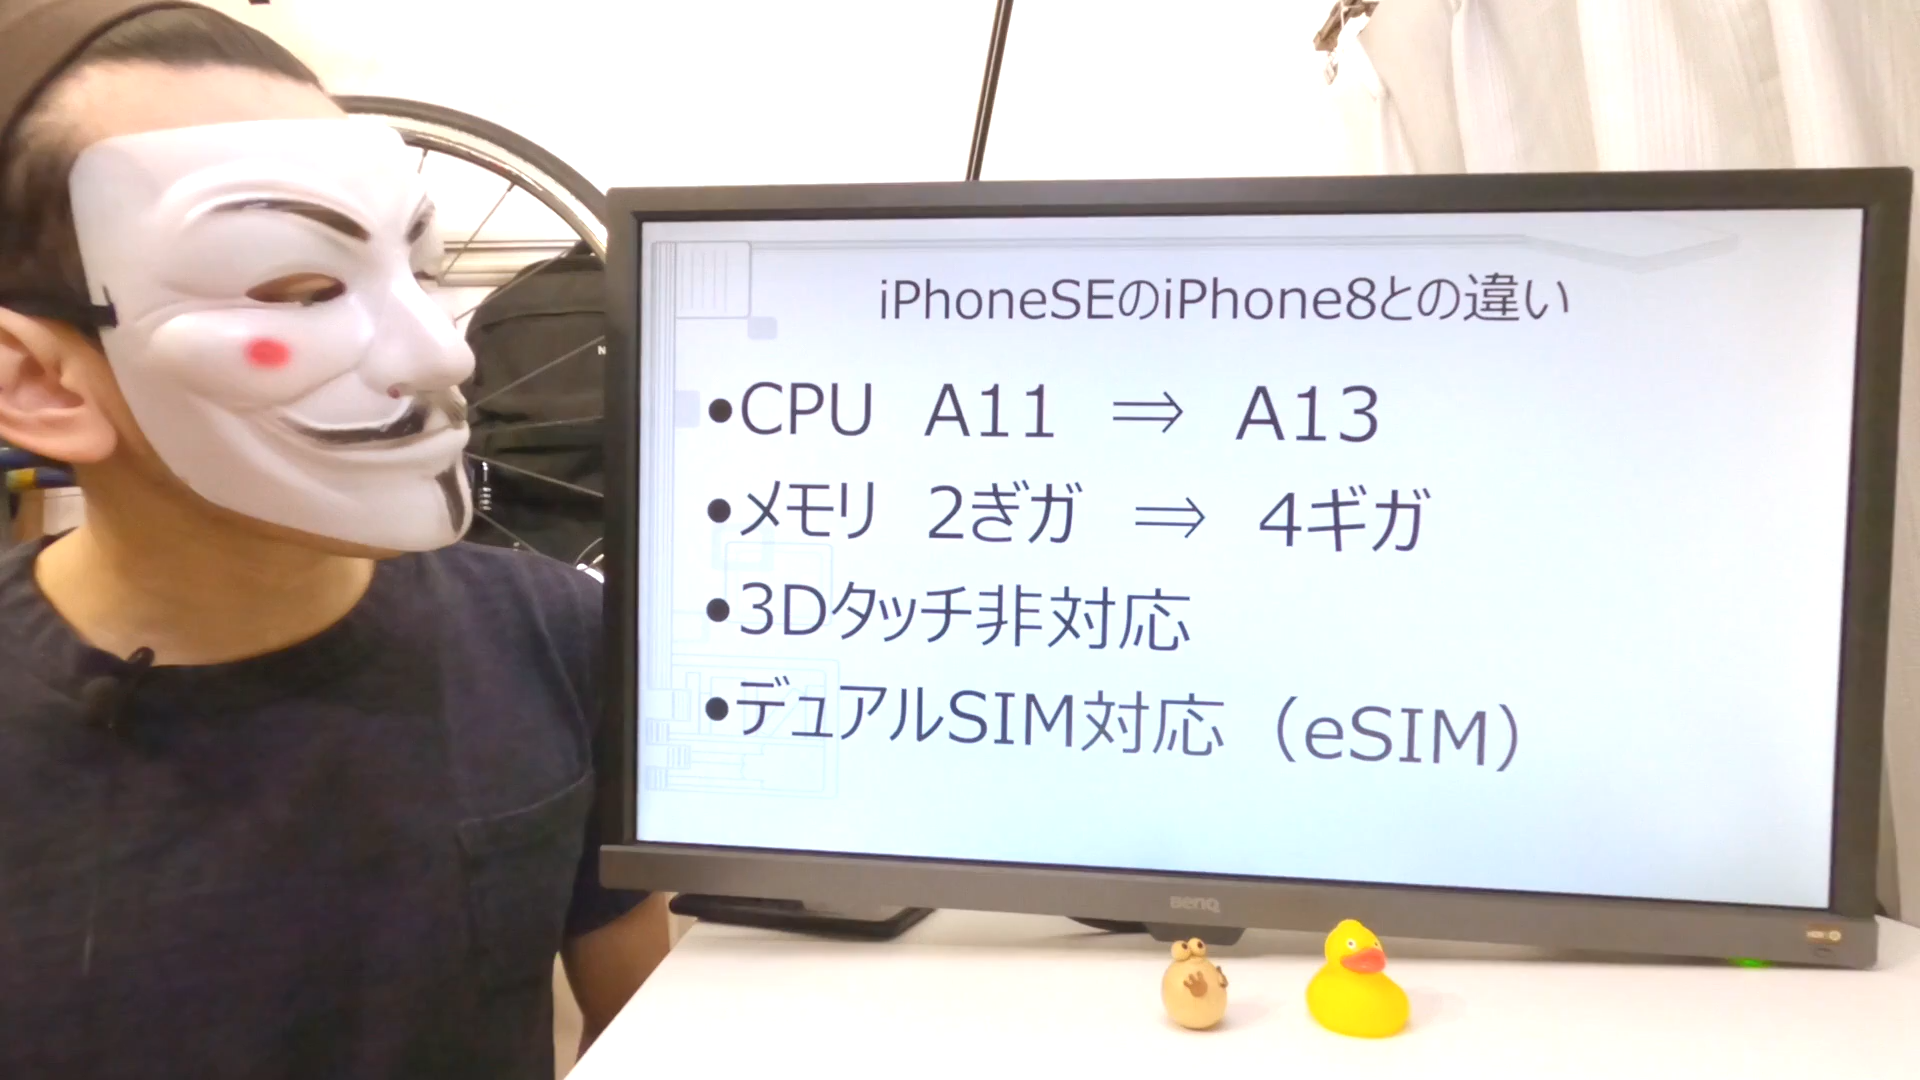 iPhoneSEのiPhone8との違い
•CPU A11 ⇒ A13
•メモリ 2ぎガ ⇒ 4ギガ
•3Dタッチ非対応
•デュアルSIM対応（eSIM）
BenQ